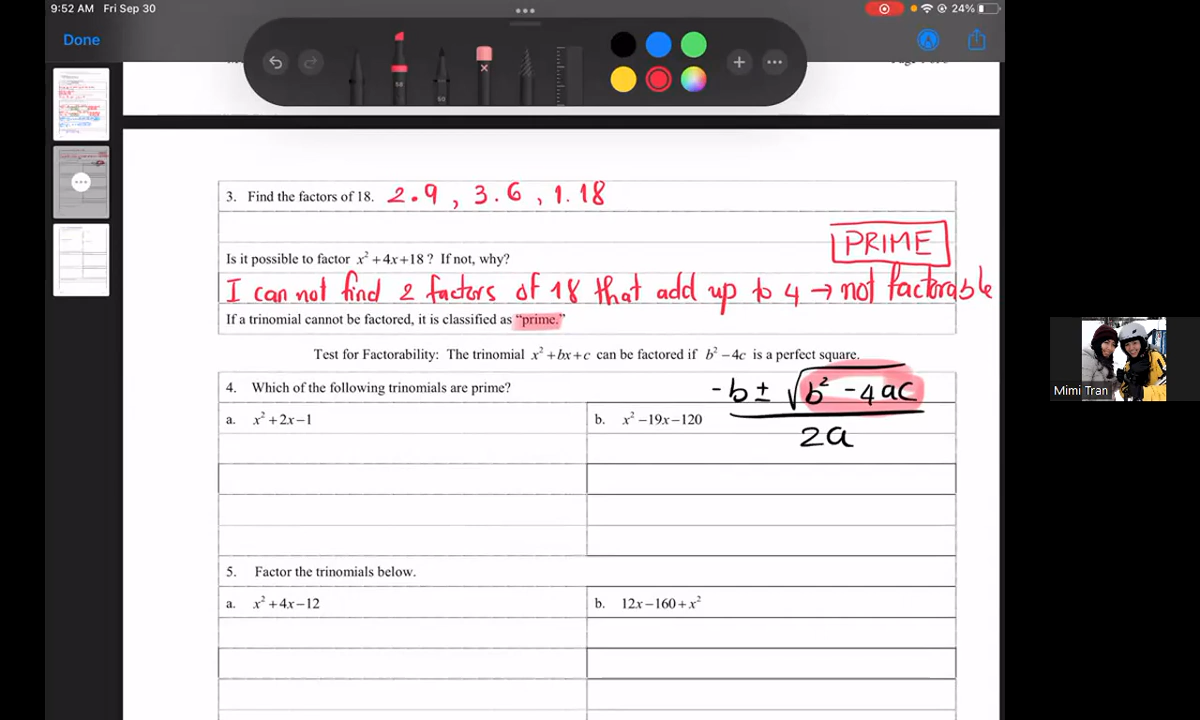 9:52 AM Fri Sep 30
24%
Done
50
50
3. Find the factors of 18. 2.9, 3.6, 1.18
PRIME
Is it possible to factor x² + 4x + 18? If not, why?
I can not find 2 factors of 18 that add up to 4 → not factorable
If a trinomial cannot be factored, it is classified as “prime.”
Test for Factorability: The trinomial x² + bx + c can be factored if b² – 4c is a perfect square.
4. Which of the following trinomials are prime?
-b ± √b² - 4ac
2a
a. x² + 2x – 1
b. x² – 19x – 120
5. Factor the trinomials below.
a. x² + 4x – 12
b. 12x – 160 + x²
Mimi Tran